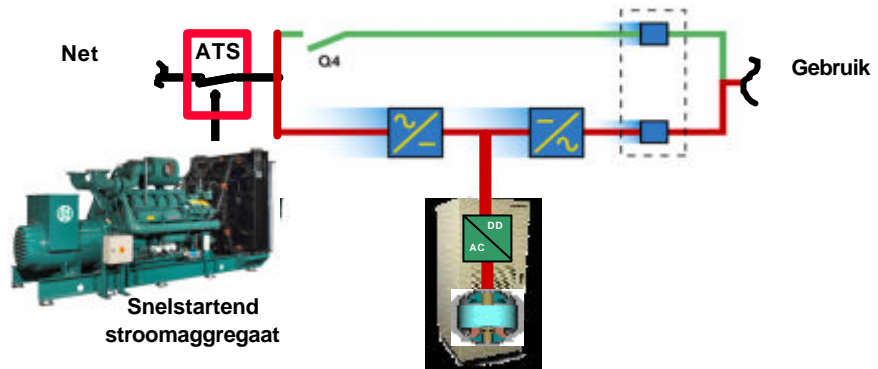 Net
ATS
Q4
Gebruik
DD
AC
Snelstartend
stroomaggregaat